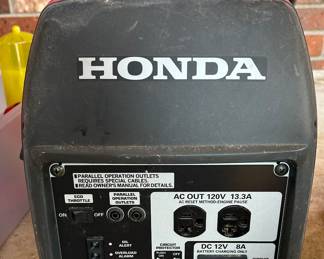 HONDA
PARALLEL OPERATION OUTLETS
REQUIRES SPECIAL CABLES.
READ OWNER'S MANUAL FOR DETAILS.
ECO
THROTTLE
PARALLEL
OPERATION
OUTLETS
ON
OFF
AC OUT 120V 13.3A
AC RESET METHOD-ENGINE PAUSE
OIL
ALERT
OVERLOAD
ALARM
CIRCUIT
PROTECTOR
DC 12V 8A
BATTERY CHARGING ONLY